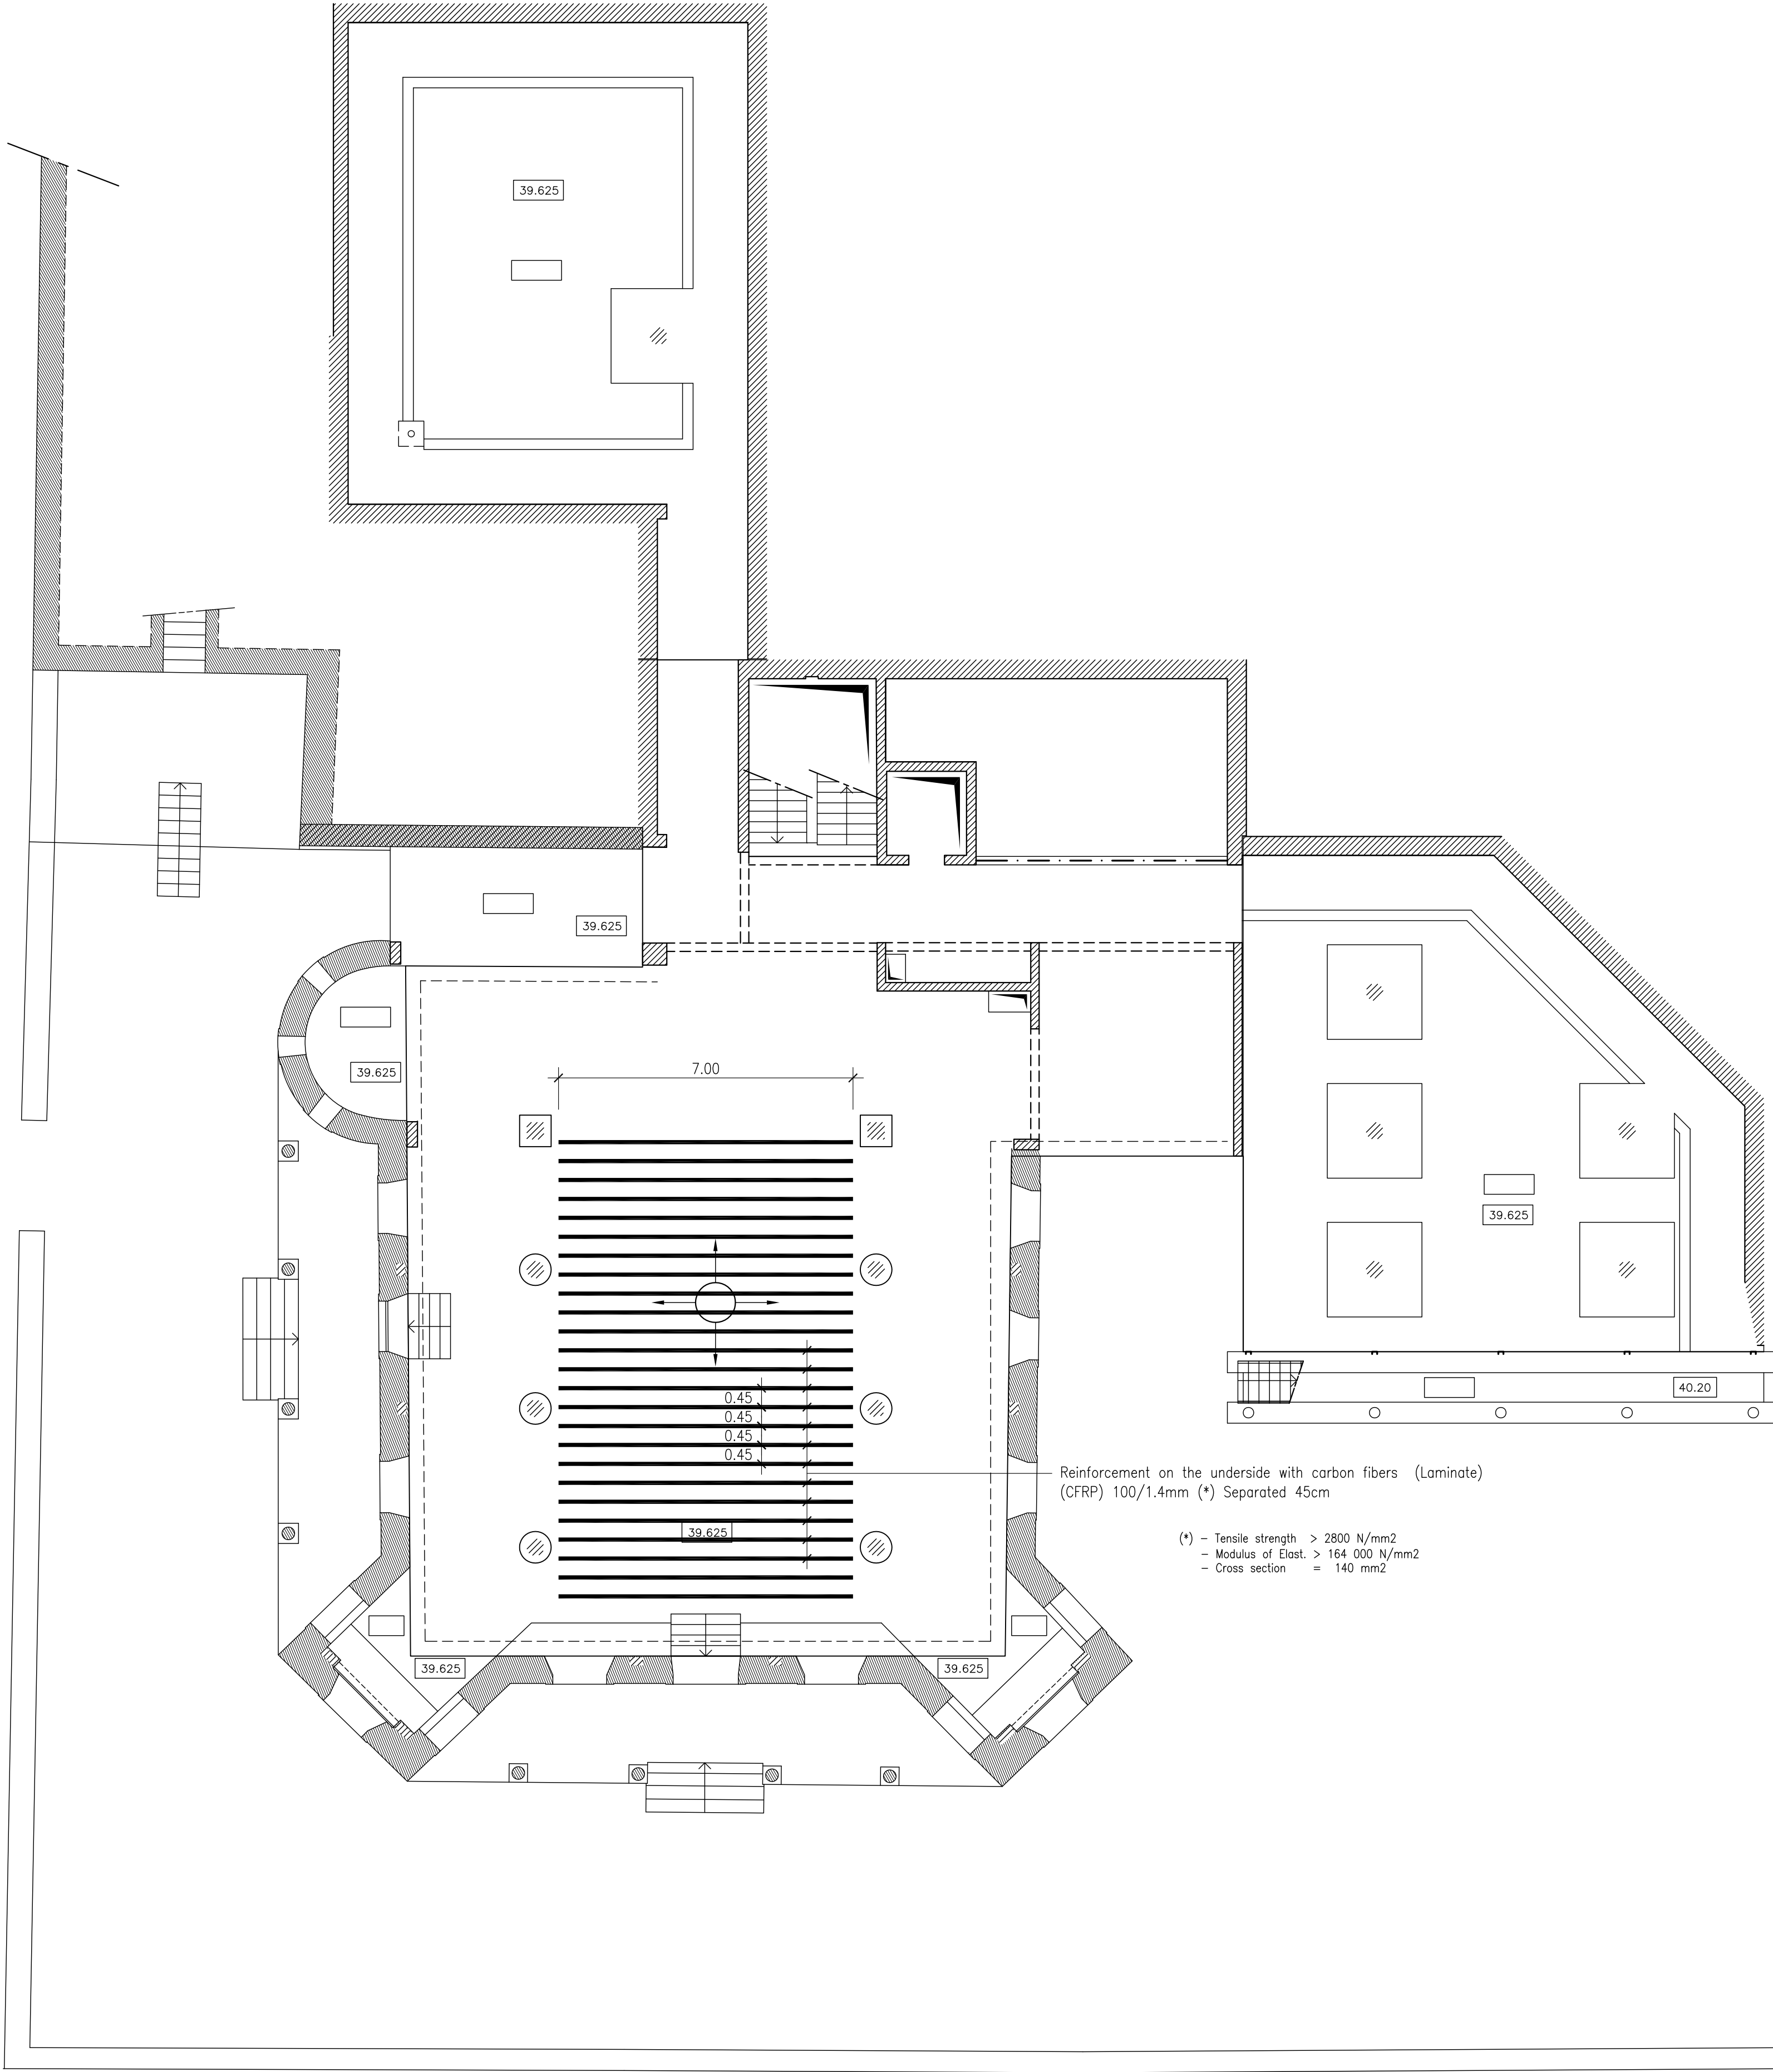 39.625
39.625
39.625
7.00
39.625
40.20
0.45
0.45
0.45
0.45
Reinforcement on the underside with carbon fibers (Laminate)
(CFRP) 100/1.4mm (*) Separated 45cm
39.625
(*) – Tensile strength > 2800 N/mm2
– Modulus of Elast. > 164 000 N/mm2
– Cross section = 140 mm2
39.625
39.625